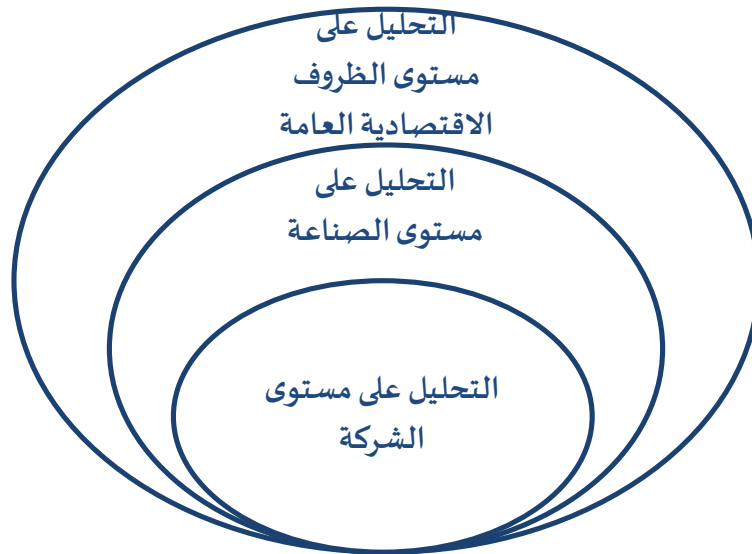 التحليل على
مستوى الظروف
الاقتصادية العامة
التحليل على
مستوى الصناعة
التحليل على مستوى
الشركة